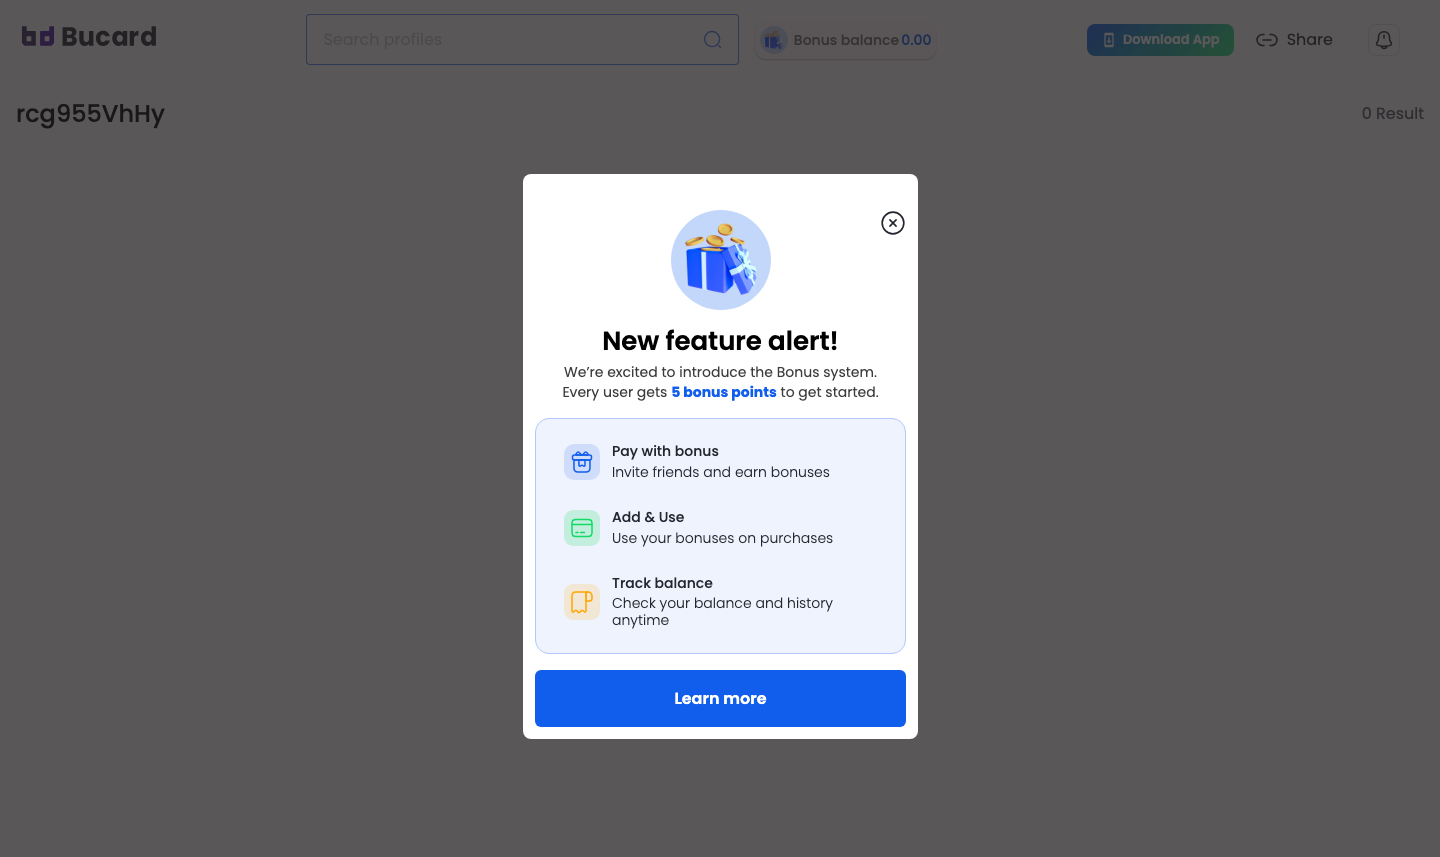 bd Bucard
Search profiles
Bonus balance 0.00
Download App
Share
rcg955VhHy
0 Result
New feature alert!
We’re excited to introduce the Bonus system.
Every user gets 5 bonus points to get started.
Pay with bonus
Invite friends and earn bonuses
Add & Use
Use your bonuses on purchases
Track balance
Check your balance and history
anytime
Learn more